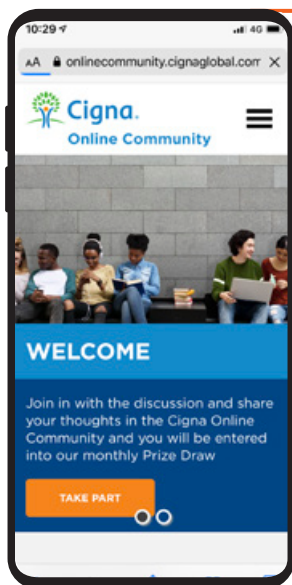 10:29
4G
AA onlinecommunity.cignaglobal.com X
Cigna.
Online Community
WELCOME
Join in with the discussion and share
your thoughts in the Cigna Online
Community and you will be entered
into our monthly Prize Draw
TAKE PART